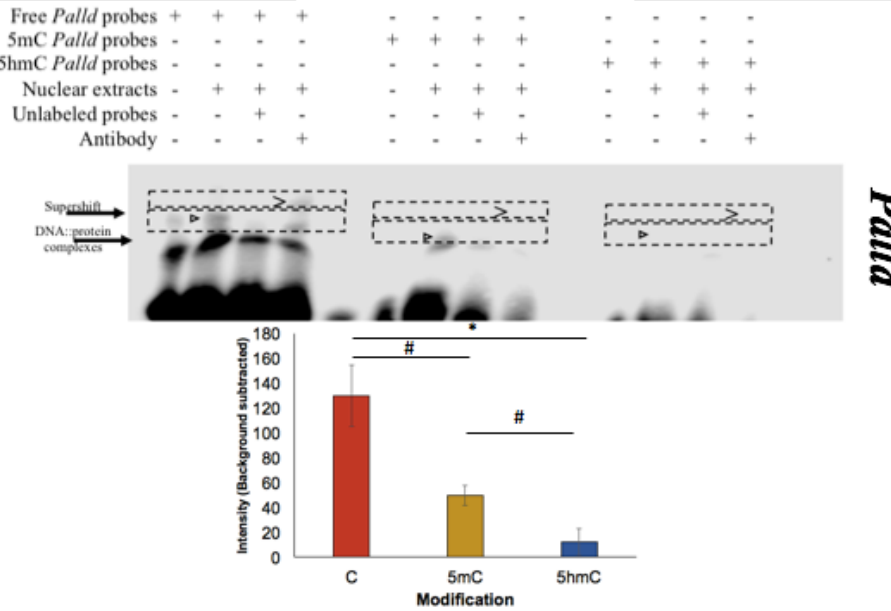 Free Palld probes + + + + - - - - - - - -
5mC Palld probes - - - - + + + + - - - -
5hmC Palld probes - - - - - - - - + + + +
Nuclear extracts - + + + - + + + - + + +
Unlabeled probes - - + - - - + - - - + -
Antibody - - - + - - - + - - - +
Supershift
DNA::protein
complexes
Palld
Intensity (Background subtracted)
180
160
140
120
100
80
60
40
20
0
*
#
#
C 5mC 5hmC
Modification